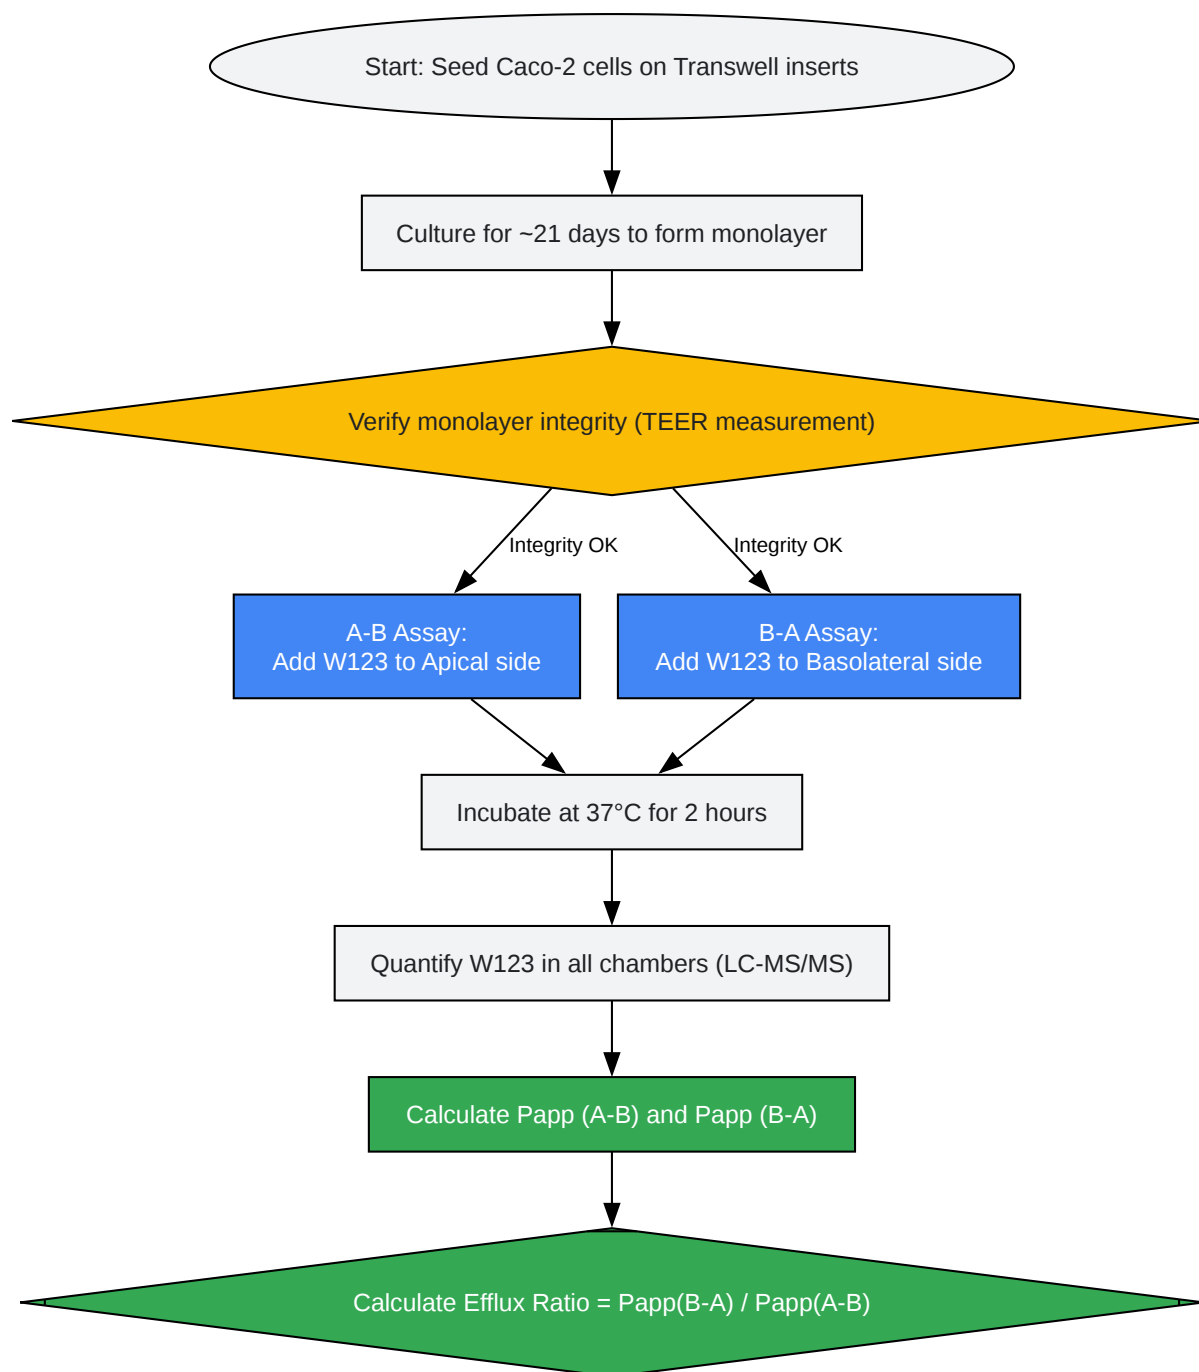 Start: Seed Caco-2 cells on Transwell inserts
Culture for ~21 days to form monolayer
Verify monolayer integrity (TEER measurement)
Integrity OK
Integrity OK
A-B Assay:
Add W123 to Apical side
B-A Assay:
Add W123 to Basolateral side
Incubate at 37°C for 2 hours
Quantify W123 in all chambers (LC-MS/MS)
Calculate Papp (A-B) and Papp (B-A)
Calculate Efflux Ratio = Papp(B-A) / Papp(A-B)